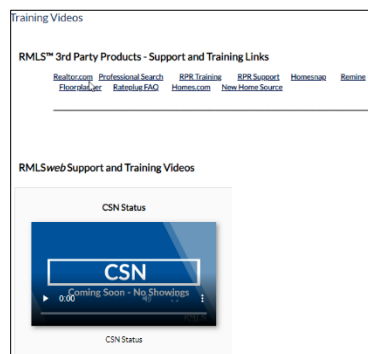 Training Videos
RMLS™ 3rd Party Products - Support and Training Links
Realtor.com Professional Search RPR Training RPR Support Homesnap Remine
Floorplanner Rateplug FAQ Homes.com New Home Source
RMLSweb Support and Training Videos
CSN Status
CSN
Coming Soon - No Showings
0:00
CSN Status